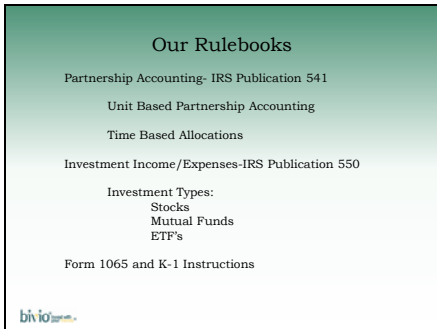 Our Rulebooks
Partnership Accounting- IRS Publication 541
Unit Based Partnership Accounting
Time Based Allocations
Investment Income/Expenses-IRS Publication 550
Investment Types:
Stocks
Mutual Funds
ETF's
Form 1065 and K-1 Instructions
bivio